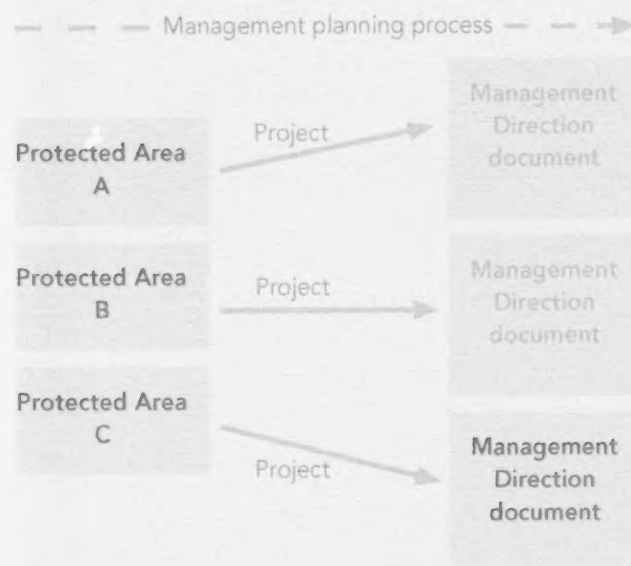 Management planning process
Protected Area
A
Project
Management
Direction
document
Protected Area
B
Project
Management
Direction
document
Protected Area
C
Project
Management
Direction
document